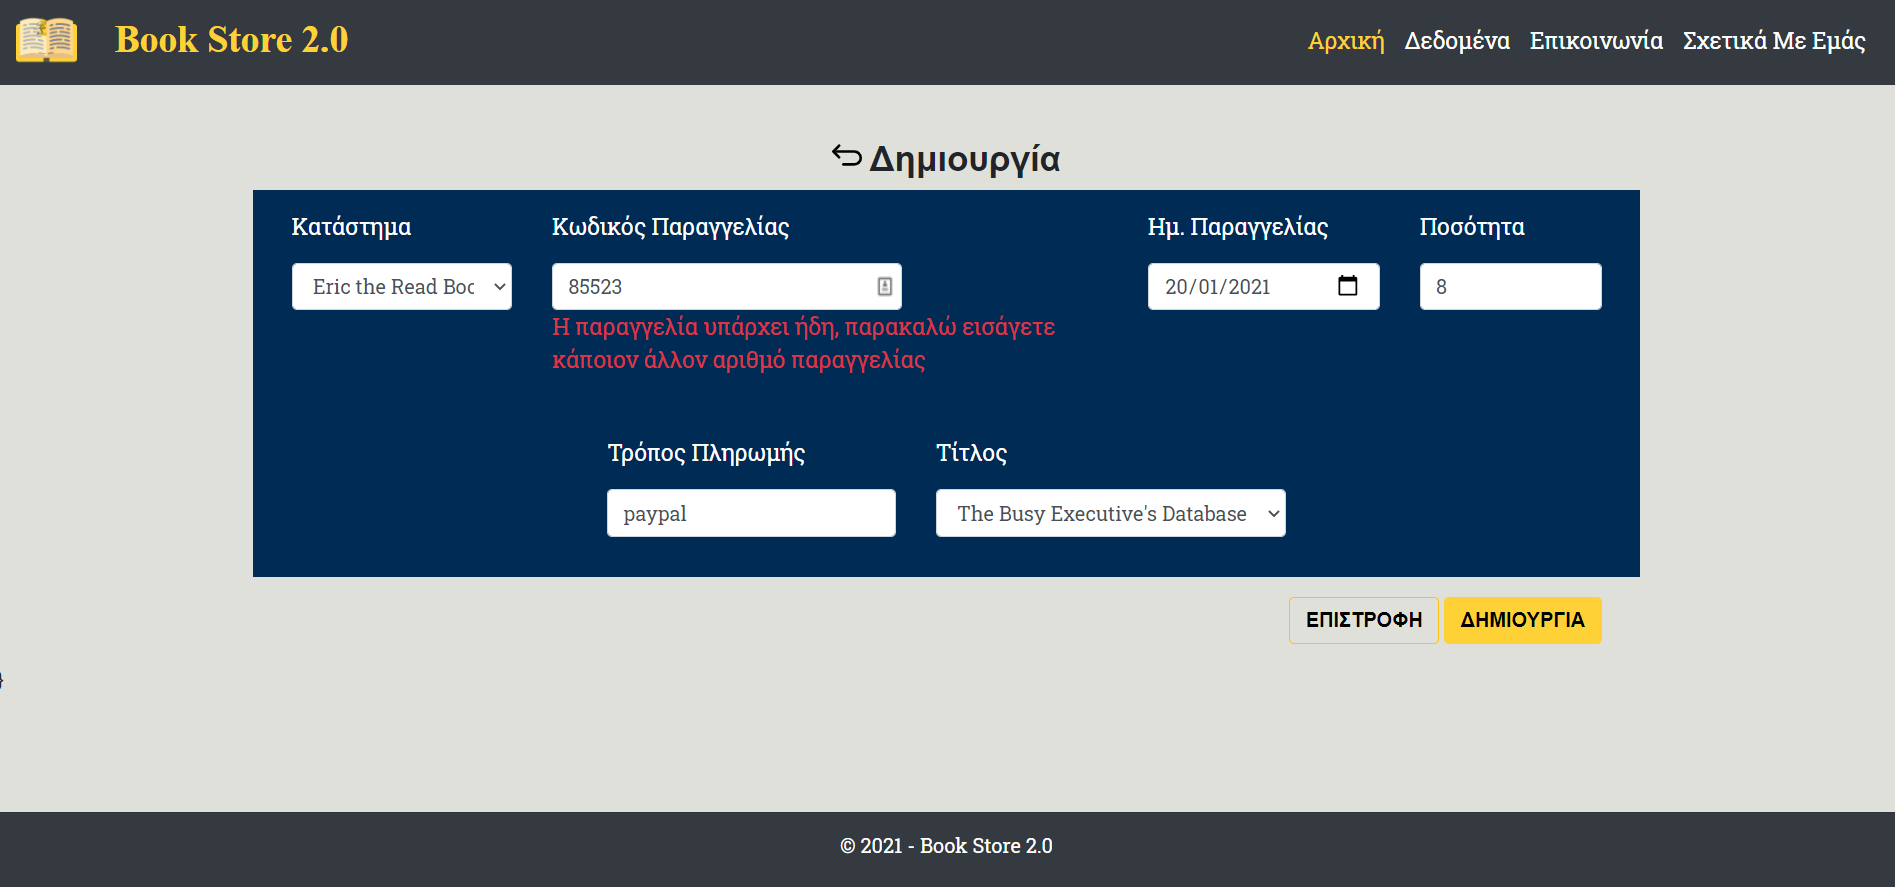 Book Store 2.0
Αρχική Δεδομένα Επικοινωνία Σχετικά Με Εμάς
Δημιουργία
Κατάστημα Κωδικός Παραγγελίας Ημ. Παραγγελίας Ποσότητα
Eric the Read Boo 85523 20/01/2021 8
Η παραγγελία υπάρχει ήδη, παρακαλώ εισάγετε
κάποιον άλλον αριθμό παραγγελίας
Τρόπος Πληρωμής Τίτλος
paypal The Busy Executive's Database
ΕΠΙΣΤΡΟΦΗ ΔΗΜΙΟΥΡΓΙΑ
}
© 2021 - Book Store 2.0